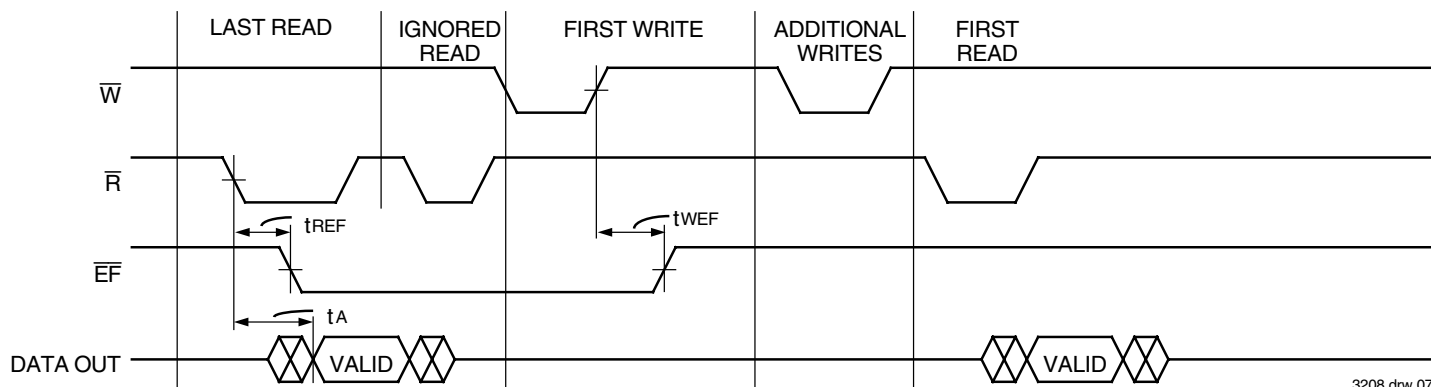 LAST READ
IGNORED
READ
FIRST WRITE
ADDITIONAL
WRITES
FIRST
READ
W̅
R̅
tREF
tWEF
E̅F̅
tA
DATA OUT
VALID
VALID
3208 drw 07